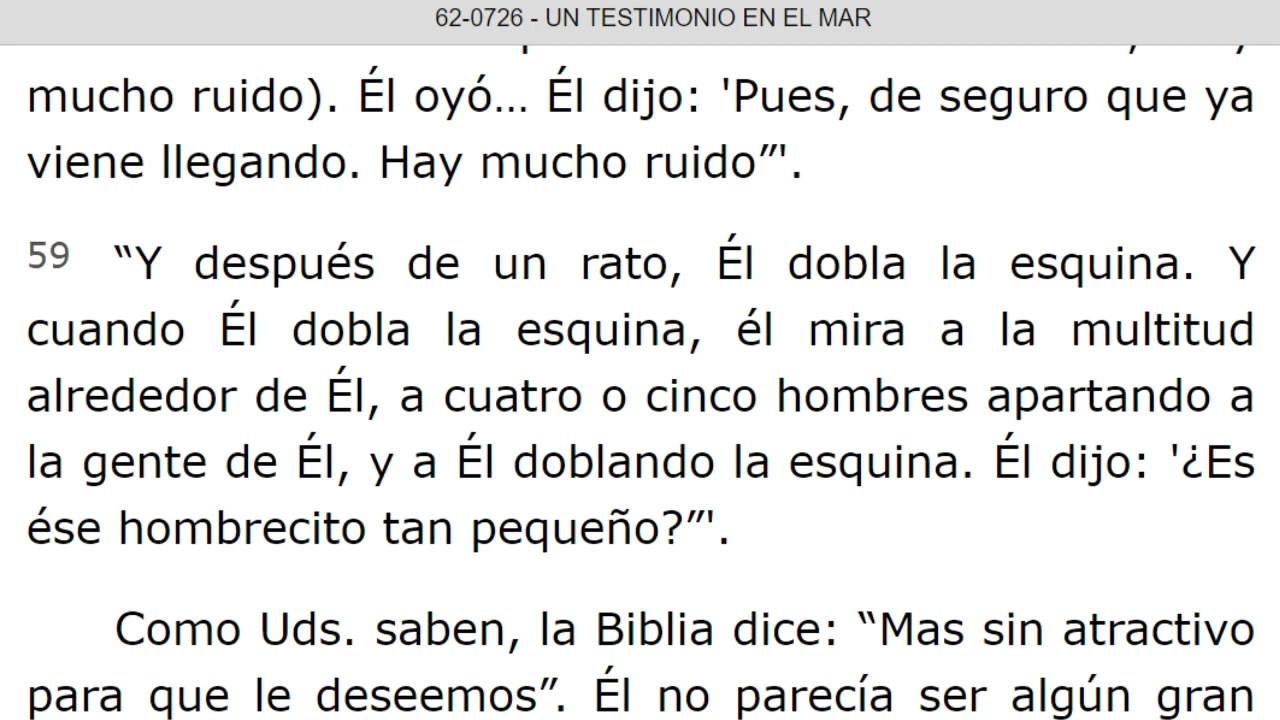 62-0726 - UN TESTIMONIO EN EL MAR
mucho ruido). Él oyó... Él dijo: 'Pues, de seguro que ya
viene llegando. Hay mucho ruido”'.
59 “Y después de un rato, Él dobla la esquina. Y
cuando Él dobla la esquina, él mira a la multitud
alrededor de Él, a cuatro o cinco hombres apartando a
la gente de Él, y a Él doblando la esquina. Él dijo: '¿Es
ése hombrecito tan pequeño?”'.
Como Uds. saben, la Biblia dice: “Mas sin atractivo
para que le deseemos”. Él no parecía ser algún gran